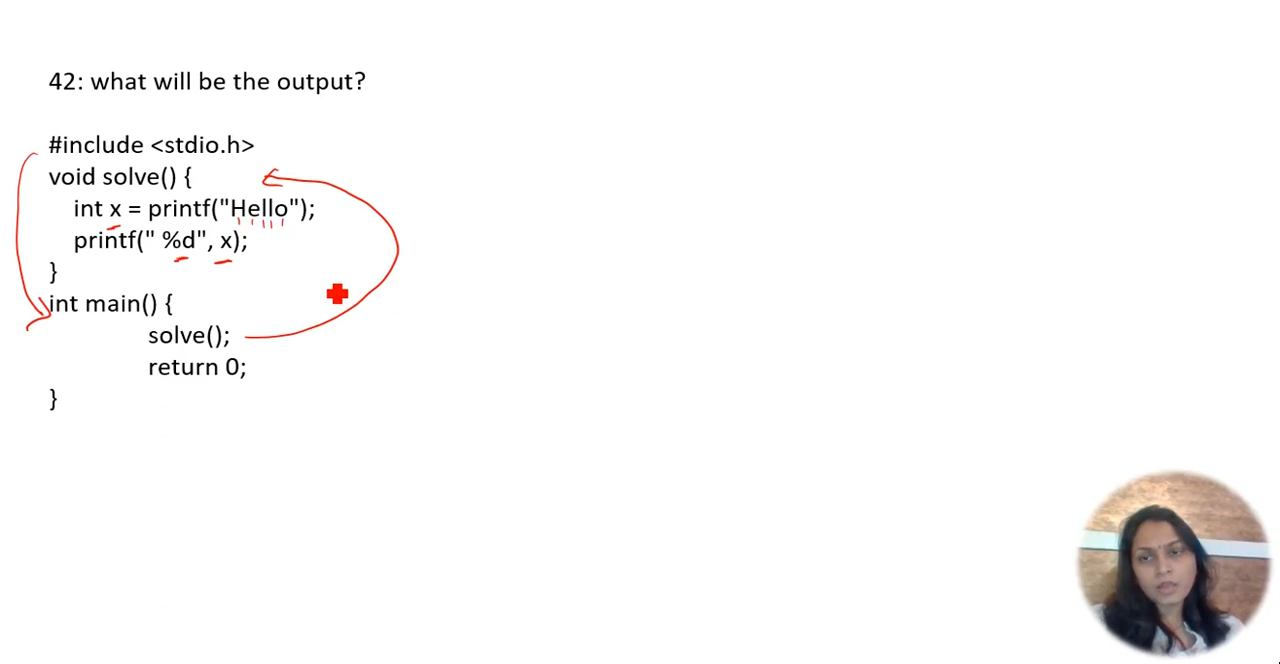 42: what will be the output?
#include <stdio.h>
void solve() {
int x = printf("Hello");
printf(" %d", x);
}
int main() {
solve();
return 0;
}